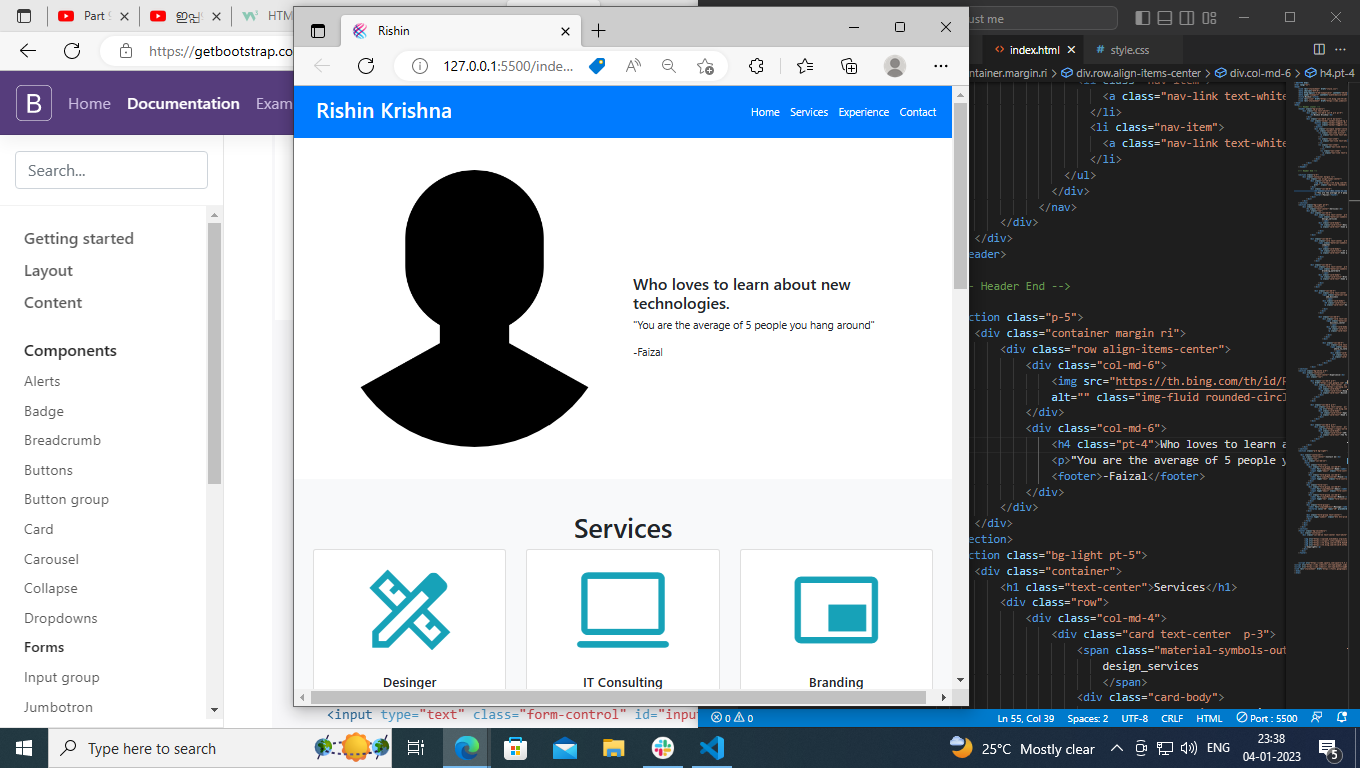 Part
ഇപ്പ
HTM
https://getbootstrap.co
B
Home Documentation Exam
Search...
Getting started
Layout
Content
Components
Alerts
Badge
Breadcrumb
Buttons
Button group
Card
Carousel
Collapse
Dropdowns
Forms
Input group
Jumbotron
Rishin
127.0.0.1:5500/inde...
Rishin Krishna
Home Services Experience Contact
Who loves to learn about new
technologies.
"You are the average of 5 people you hang around"
-Faizal
Services
Desinger
IT Consulting
Branding
<input type="text" class="form-control" id="input
ust me
index.html
style.css
ntainer.margin.ri > div.row.align-items-center > div.col-md-6 > h4.pt-4
<a class="nav-link text-white
</li>
<li class="nav-item">
<a class="nav-link text-white
</li>
</ul>
</div>
</nav>
</div>
</div>
eader>
- Header End -->
ction class="p-5">
<div class="container margin ri">
<div class="row align-items-center">
<div class="col-md-6">
<img src="https://th.bing.com/th/id/
alt="" class="img-fluid rounded-circl
</div>
<div class="col-md-6">
<h4 class="pt-4">Who loves to learn a
<p>"You are the average of 5 people y
<footer>-Faizal</footer>
</div>
</div>
</div>
ction>
ction class="bg-light pt-5">
<div class="container">
<h1 class="text-center">Services</h1>
<div class="row">
<div class="col-md-4">
<div class="card text-center  p-3">
<span class="material-symbols-out
design_services
</span>
<div class="card-body">
0 0
Ln 55, Col 39 Spaces: 2 UTF-8 CRLF HTML Port : 5500
Type here to search
25°C Mostly clear
ENG
23:38
04-01-2023
5